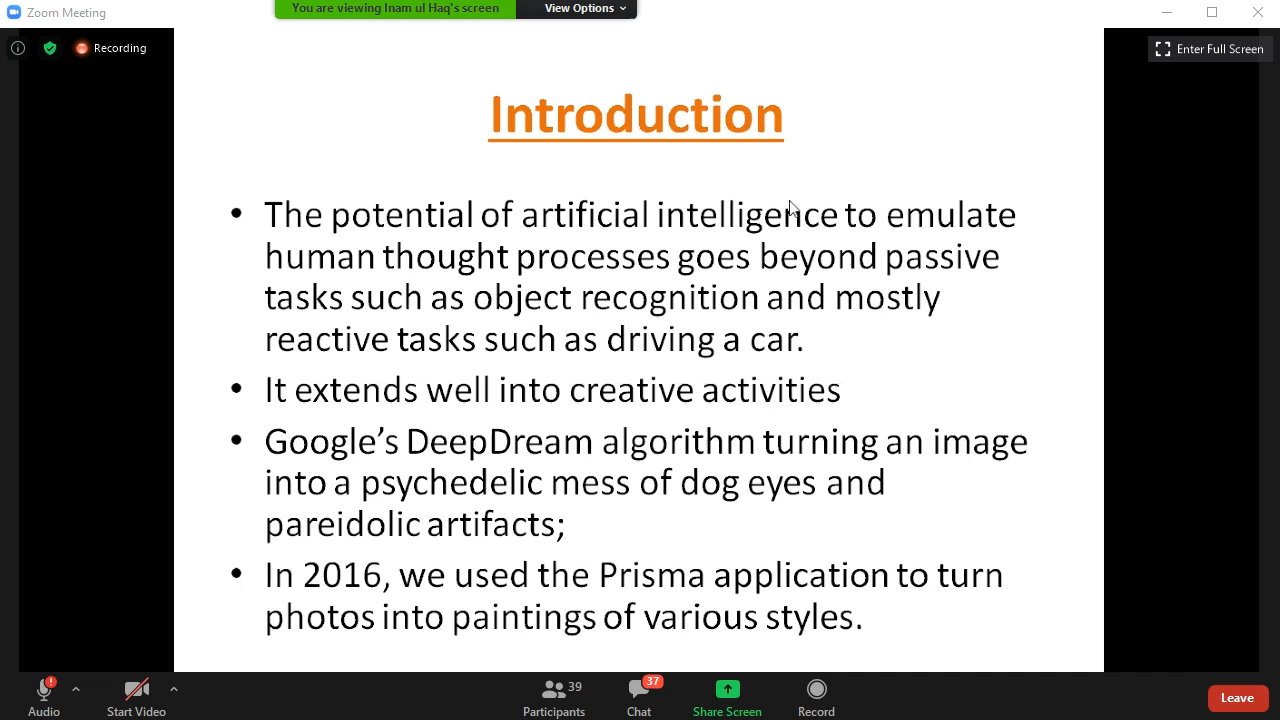 Zoom Meeting
You are viewing Inam ul Haq's screen
View Options
Recording
Enter Full Screen
Introduction
• The potential of artificial intelligence to emulate
human thought processes goes beyond passive
tasks such as object recognition and mostly
reactive tasks such as driving a car.
• It extends well into creative activities
• Google’s DeepDream algorithm turning an image
into a psychedelic mess of dog eyes and
pareidolic artifacts;
• In 2016, we used the Prisma application to turn
photos into paintings of various styles.
Audio
Start Video
39
Participants
37
Chat
Share Screen
Record
Leave